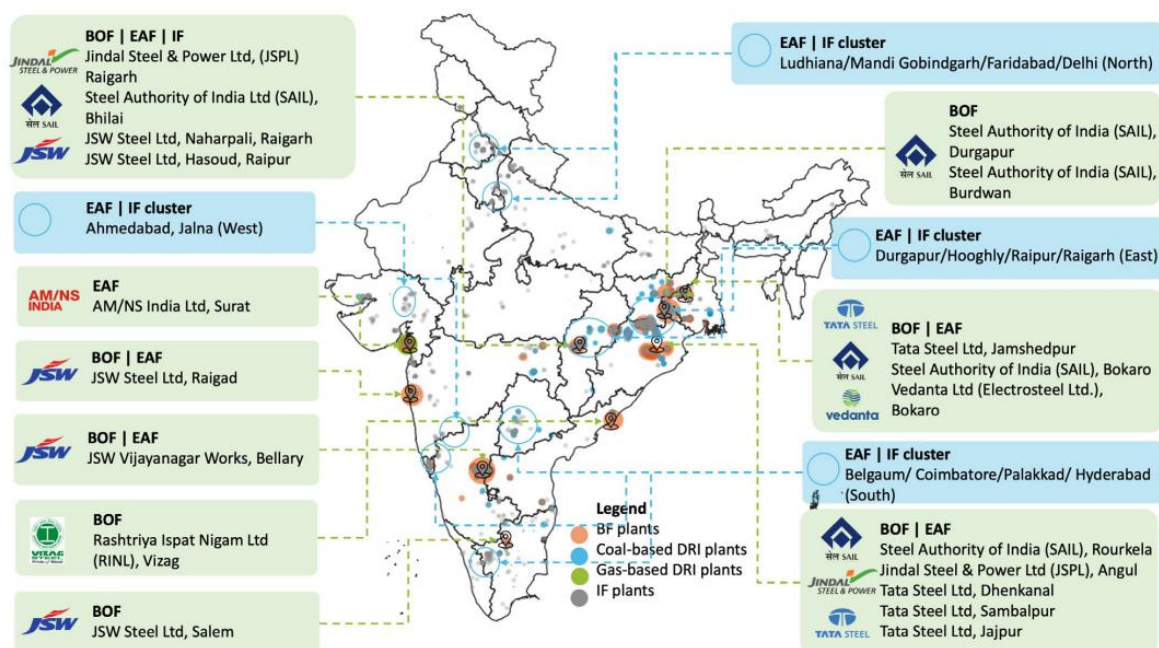 BOF | EAF | IF
JINDAL
STEEL & POWER
Jindal Steel & Power Ltd, (JSPL)
Raigarh
सेल SAIL
Steel Authority of India Ltd (SAIL),
Bhilai
JSW
JSW Steel Ltd, Naharpali, Raigarh
JSW Steel Ltd, Hasoud, Raipur
EAF | IF cluster
Ahmedabad, Jalna (West)
AM/NS
INDIA
EAF
AM/NS India Ltd, Surat
JSW
BOF | EAF
JSW Steel Ltd, Raigad
JSW
BOF | EAF
JSW Vijayanagar Works, Bellary
VIZAG
STEEL
BOF
Rashtriya Ispat Nigam Ltd
(RINL), Vizag
JSW
BOF
JSW Steel Ltd, Salem
Legend
BF plants
Coal-based DRI plants
Gas-based DRI plants
IF plants
EAF | IF cluster
Ludhiana/Mandi Gobindgarh/Faridabad/Delhi (North)
सेल SAIL
BOF
Steel Authority of India (SAIL),
Durgapur
Steel Authority of India (SAIL),
Burdwan
EAF | IF cluster
Durgapur/Hooghly/Raipur/Raigarh (East)
TATA STEEL
सेल SAIL
vedanta
BOF | EAF
Tata Steel Ltd, Jamshedpur
Steel Authority of India (SAIL), Bokaro
Vedanta Ltd (Electrosteel Ltd.),
Bokaro
EAF | IF cluster
Belgaum/ Coimbatore/Palakkad/ Hyderabad
(South)
सेल SAIL
JINDAL
STEEL & POWER
TATA STEEL
BOF | EAF
Steel Authority of India (SAIL), Rourkela
Jindal Steel & Power Ltd (JSPL), Angul
Tata Steel Ltd, Dhenkanal
Tata Steel Ltd, Sambalpur
Tata Steel Ltd, Jajpur